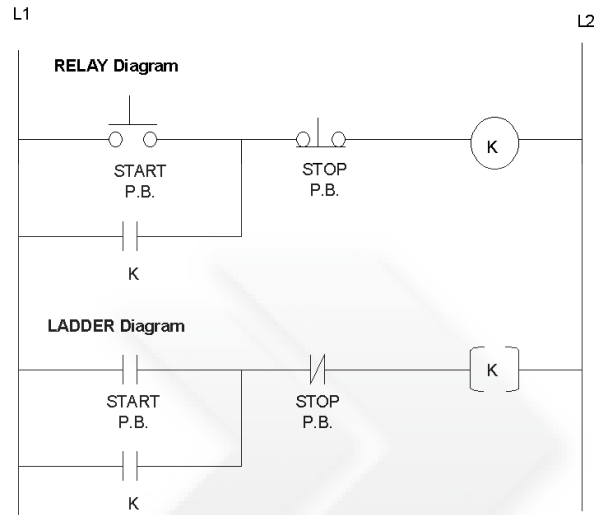 L1
L2
RELAY Diagram
K
START
P.B.
STOP
P.B.
K
LADDER Diagram
K
START
P.B.
STOP
P.B.
K